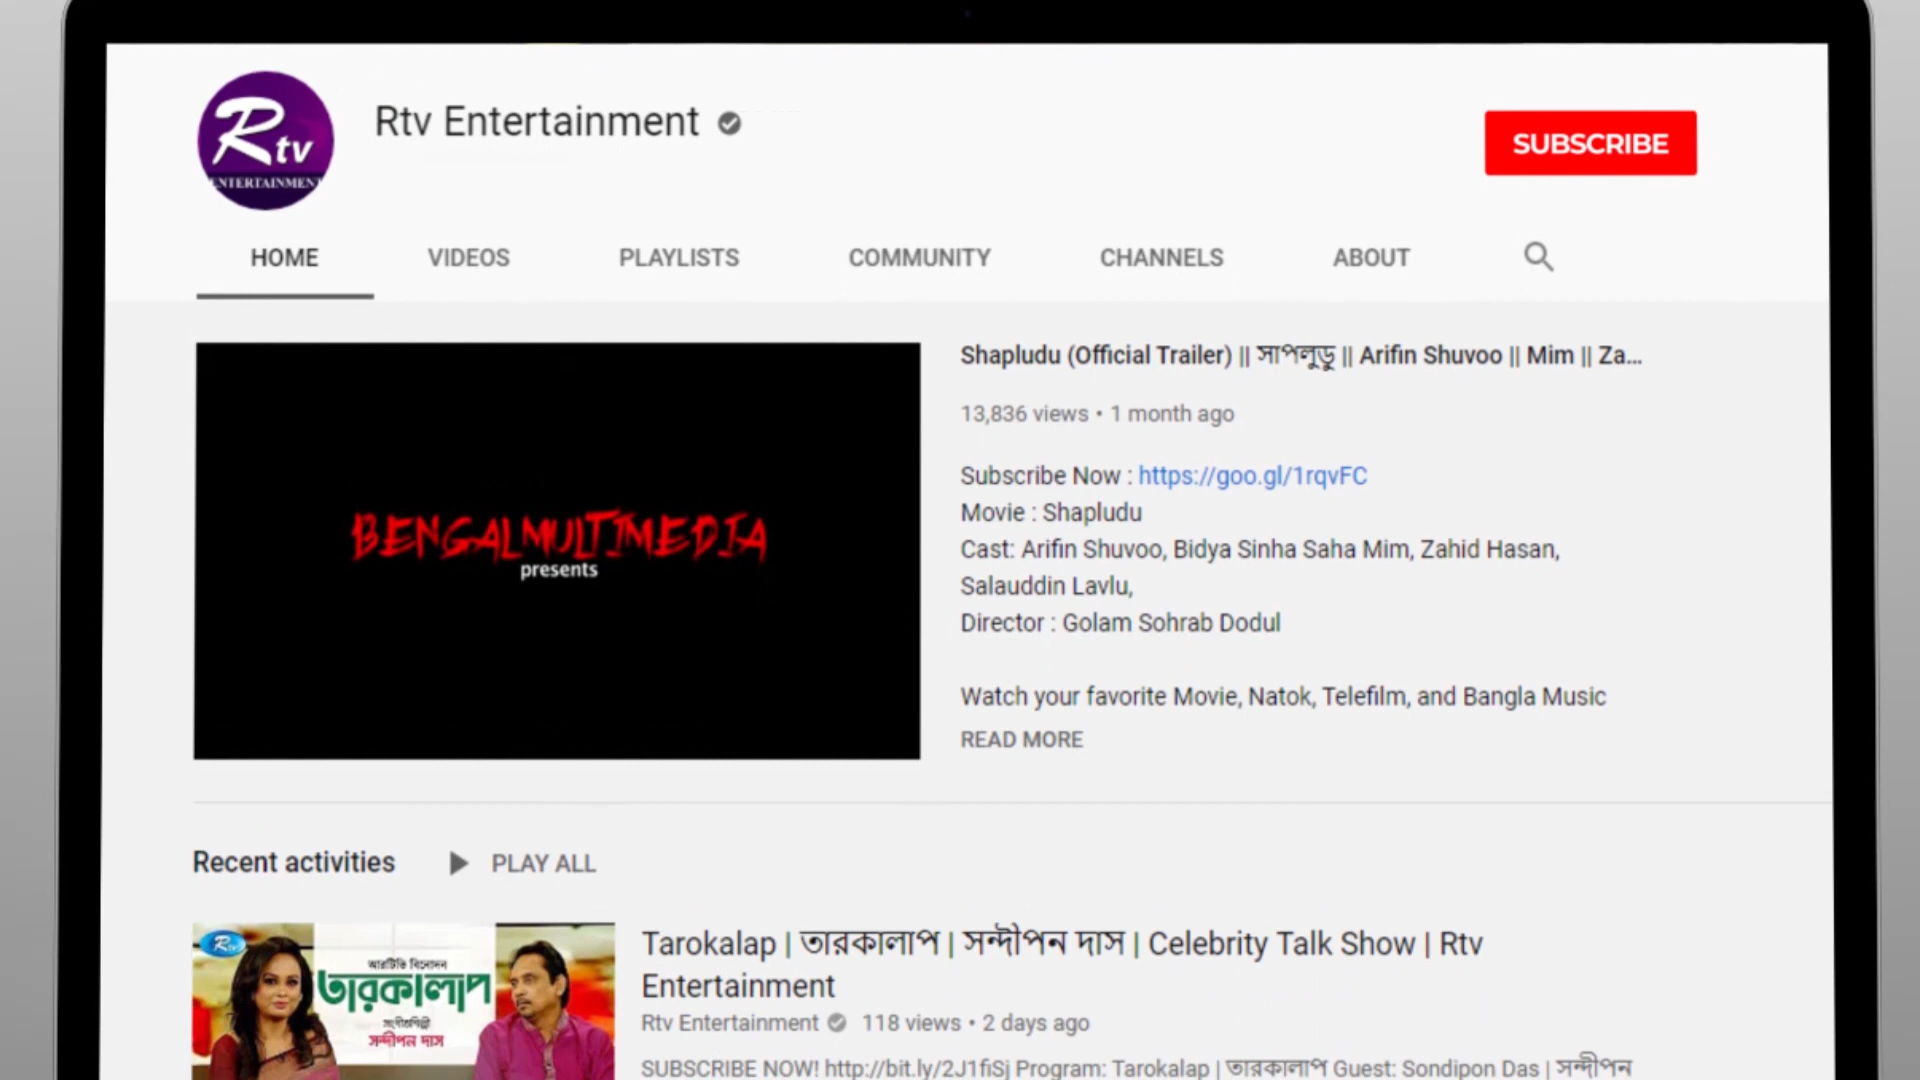 Rtv
ENTERTAINMENT
Rtv Entertainment
SUBSCRIBE
HOME VIDEOS PLAYLISTS COMMUNITY CHANNELS ABOUT
Shapludu (Official Trailer) || সাপলুডু || Arifin Shuvoo || Mim || Za...
13,836 views • 1 month ago
Subscribe Now : https://goo.gl/1rqvFC
Movie : Shapludu
Cast: Arifin Shuvoo, Bidya Sinha Saha Mim, Zahid Hasan,
Salauddin Lavlu,
Director : Golam Sohrab Dodul
Watch your favorite Movie, Natok, Telefilm, and Bangla Music
READ MORE
BENGALMULTIMEDIA
presents
Recent activities PLAY ALL
Rtv
আরটিভি বিনোদন
তারকালাপ
সংগীতশিল্পী
সন্দীপন দাস
Tarokalap | তারকালাপ | সন্দীপন দাস | Celebrity Talk Show | Rtv
Entertainment
Rtv Entertainment 118 views • 2 days ago
SUBSCRIBE NOW! http://bit.ly/2J1fiSj Program: Tarokalap | তারকালাপ Guest: Sondipon Das | সন্দীপন